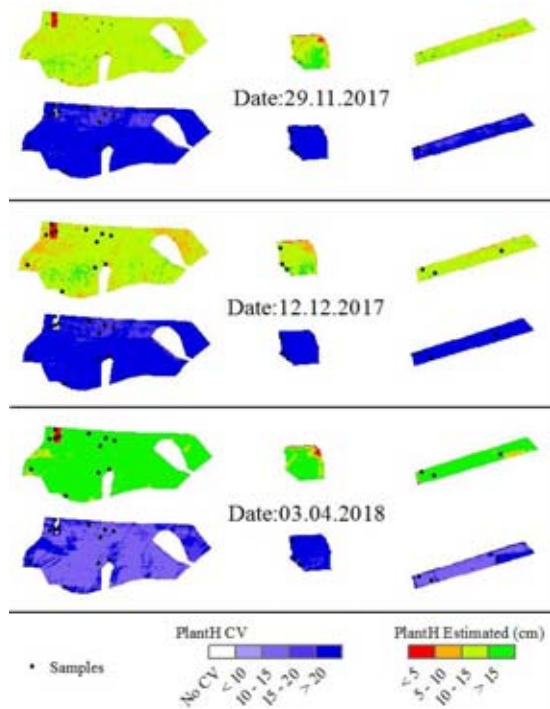 Date:29.11.2017
Date:12.12.2017
Date:03.04.2018
PlantH CV
PlantH Estimated (cm)
Samples
No CV
< 10
10 - 15
15 - 20
> 20
< 5
5 - 10
10 - 15
> 15